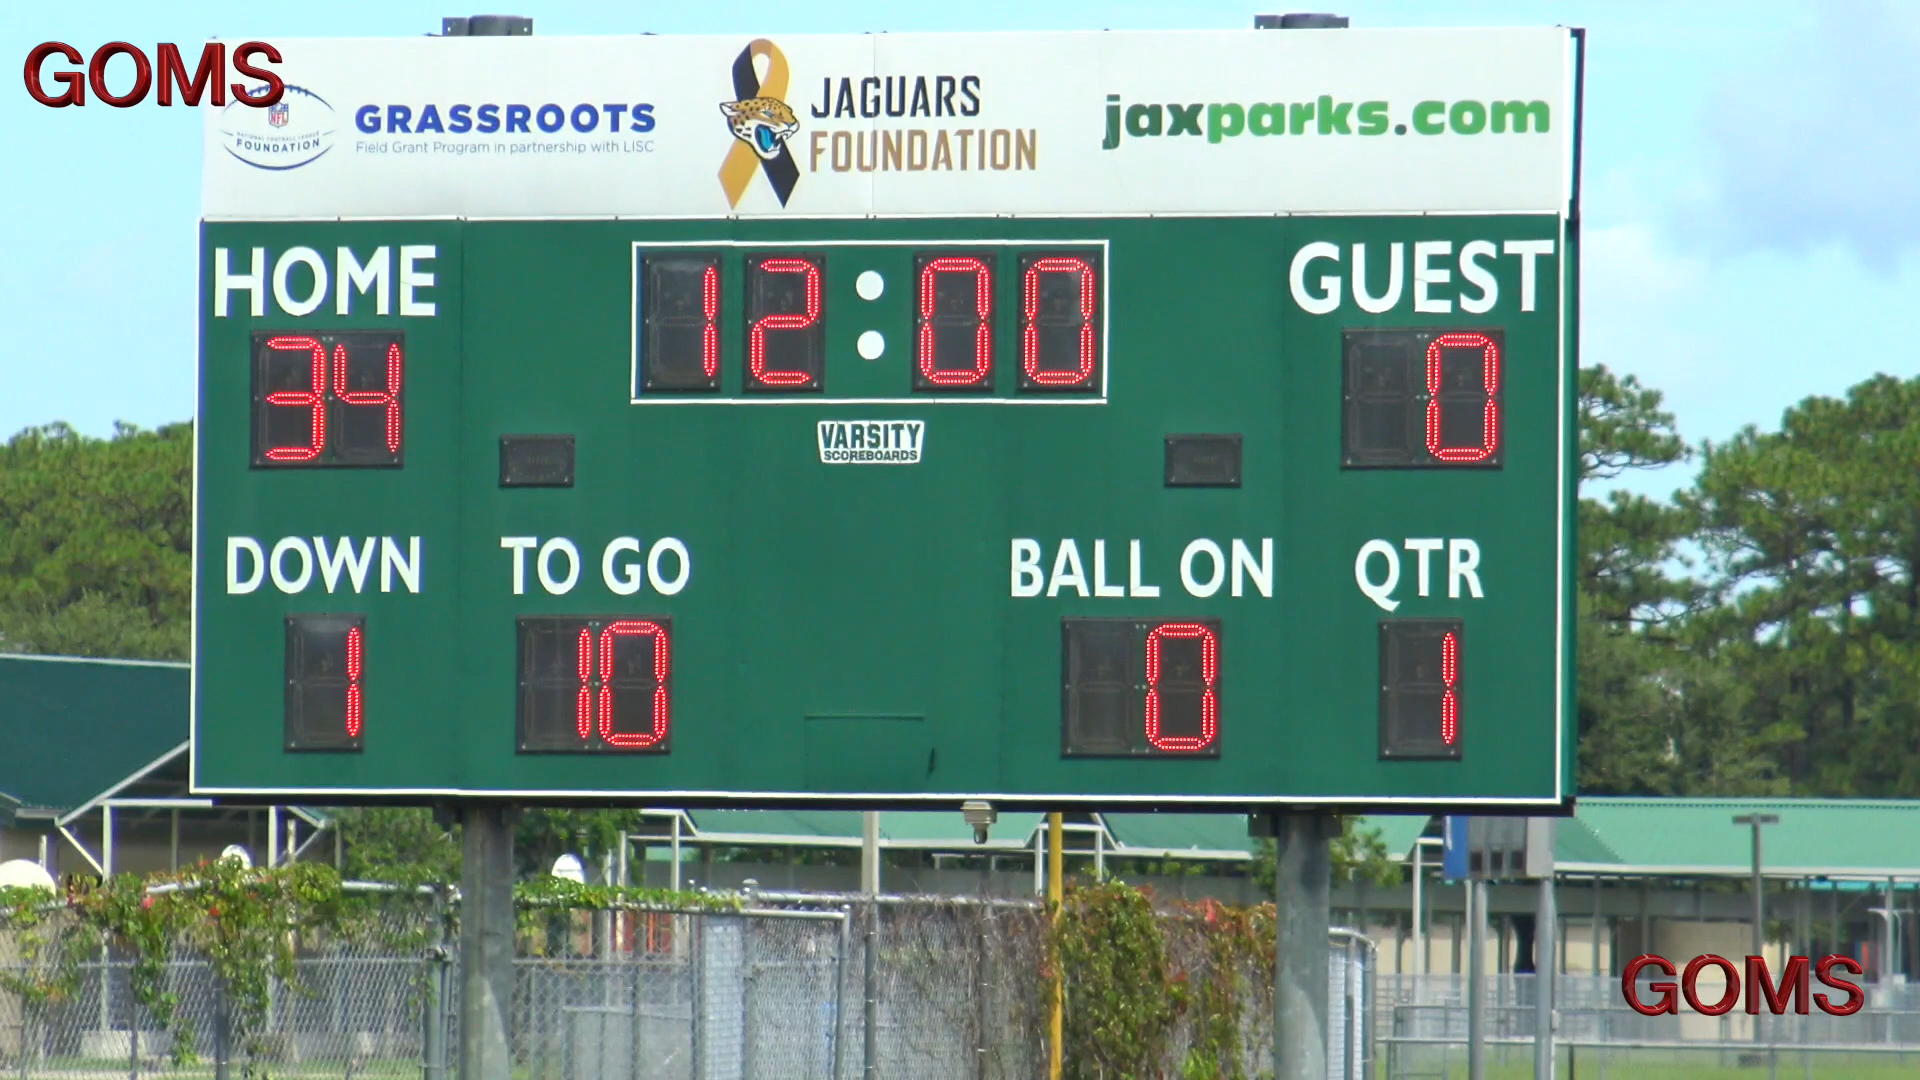 GOMS
NFL
NATIONAL FOOTBALL LEAGUE
FOUNDATION
GRASSROOTS
Field Grant Program in partnership with LISC
JAGUARS
FOUNDATION
jaxparks.com
HOME
12:00
GUEST
34
0
VARSITY
SCOREBOARDS
DOWN
TO GO
BALL ON
QTR
1
10
0
1
GOMS